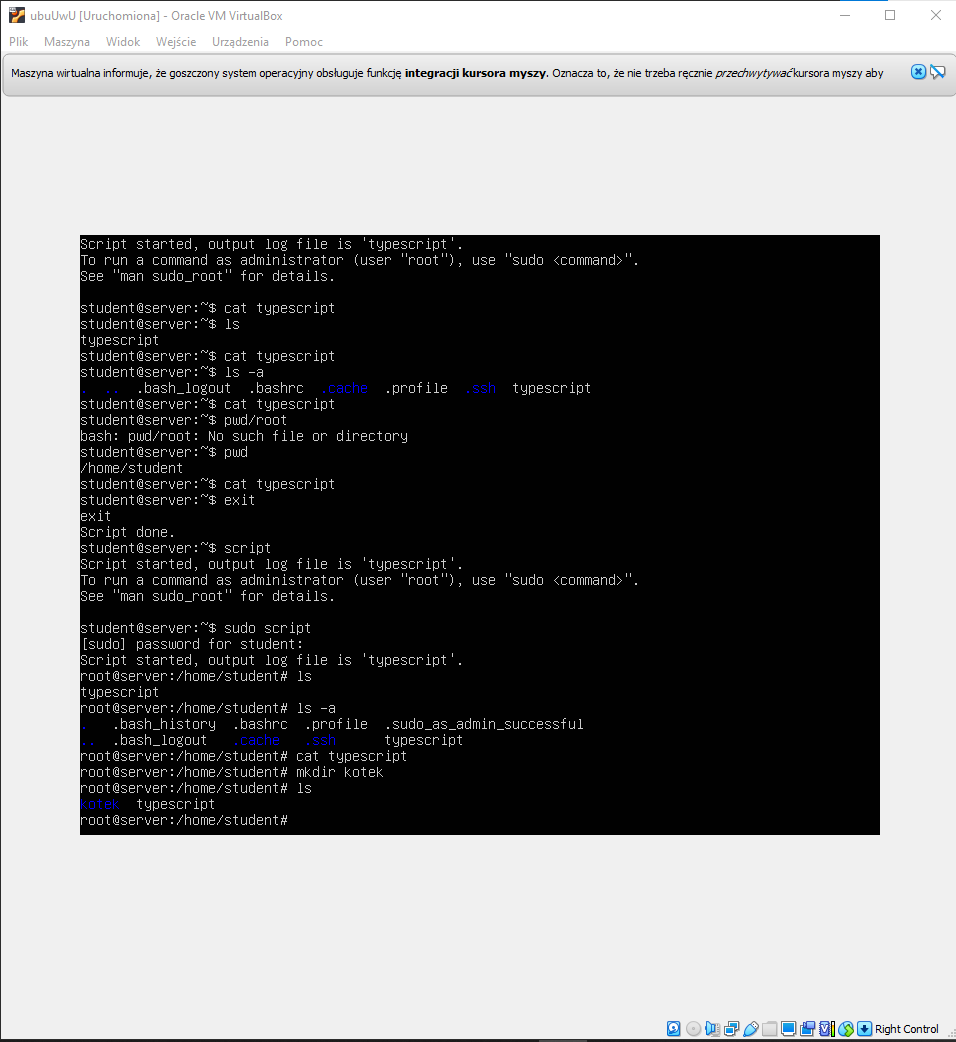 ubuUwU [Uruchomiona] - Oracle VM VirtualBox
Plik Maszyna Widok Wejście Urządzenia Pomoc
Maszyna wirtualna informuje, że goszczony system operacyjny obsługuje funkcję integracji kursora myszy. Oznacza to, że nie trzeba ręcznie przechwytywać kursora myszy aby
Script started, output log file is 'typescript'.
To run a command as administrator (user "root"), use "sudo <command>".
See "man sudo_root" for details.
student@server:~$ cat typescript
student@server:~$ ls
typescript
student@server:~$ cat typescript
student@server:~$ ls -a
. .. .bash_logout .bashrc .cache .profile .ssh typescript
student@server:~$ cat typescript
student@server:~$ pwd/root
bash: pwd/root: No such file or directory
student@server:~$ pwd
/home/student
student@server:~$ cat typescript
student@server:~$ exit
exit
Script done.
student@server:~$ script
Script started, output log file is 'typescript'.
To run a command as administrator (user "root"), use "sudo <command>".
See "man sudo_root" for details.
student@server:~$ sudo script
[sudo] password for student:
Script started, output log file is 'typescript'.
root@server:/home/student# ls
typescript
root@server:/home/student# ls -a
. .bash_history .bashrc .profile .sudo_as_admin_successful
.. .bash_logout .cache .ssh typescript
root@server:/home/student# cat typescript
root@server:/home/student# mkdir kotek
root@server:/home/student# ls
kotek typescript
root@server:/home/student#
Right Control